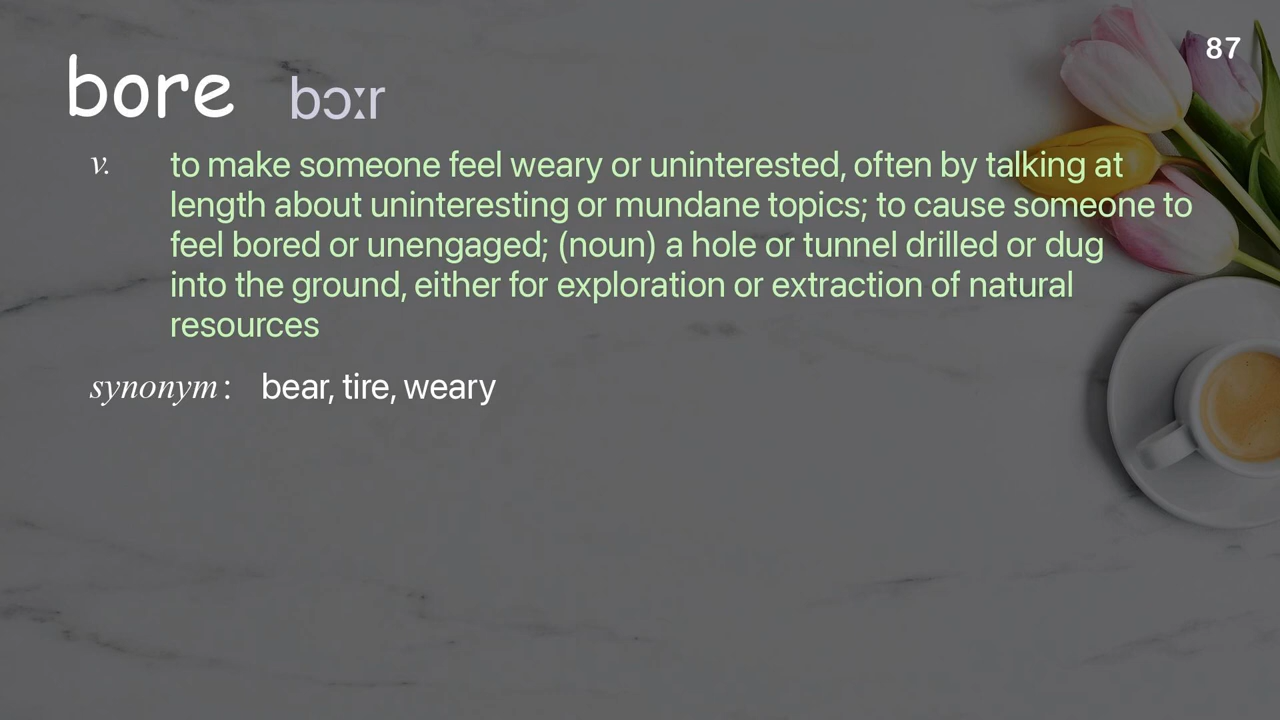 87
bore bɔːr
v. to make someone feel weary or uninterested, often by talking at
length about uninteresting or mundane topics; to cause someone to
feel bored or unengaged; (noun) a hole or tunnel drilled or dug
into the ground, either for exploration or extraction of natural
resources
synonym: bear, tire, weary